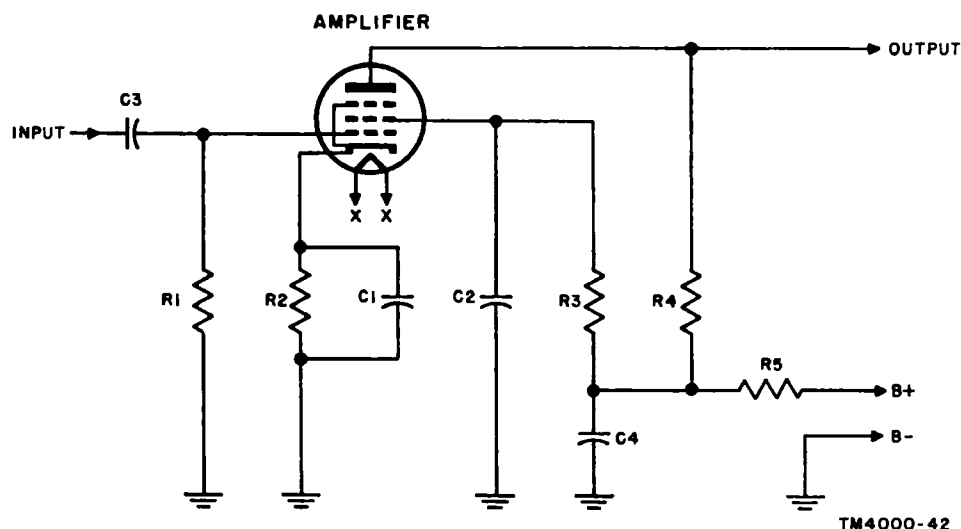 AMPLIFIER
OUTPUT
C3
INPUT
X X
R1
R2
C1
C2
R3
R4
R5
B+
C4
B-
TM4000-42